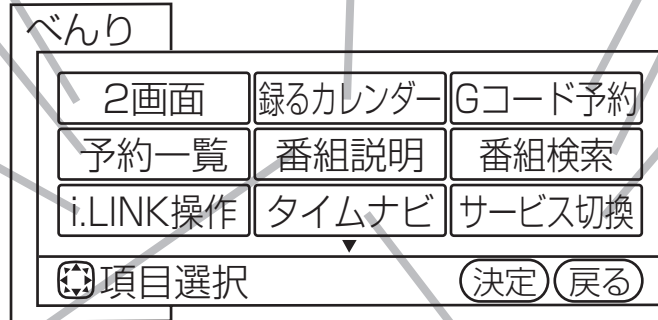 べんり
2画面 録るカレンダー Gコード予約
予約一覧 番組説明 番組検索
i.LINK操作 タイムナビ サービス切換
▼
項目選択 決定 戻る